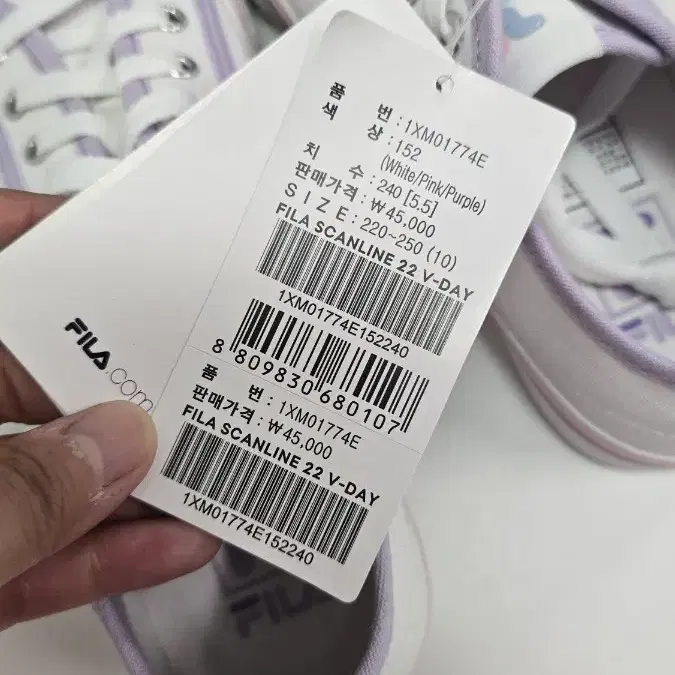 품 번 : 1XM01774E
색 상 : 152
(White/Pink/Purple)
치 수 : 240 [5.5]
판매가격 : ₩45,000
SIZE : 220~250 (10)
FILA SCANLINE 22 V-DAY
1XM01774E152240
8 809830 680107
품 번 : 1XM01774E
판매가격 : ₩45,000
FILA SCANLINE 22 V-DAY
1XM01774E152240
FILA.com
FILA